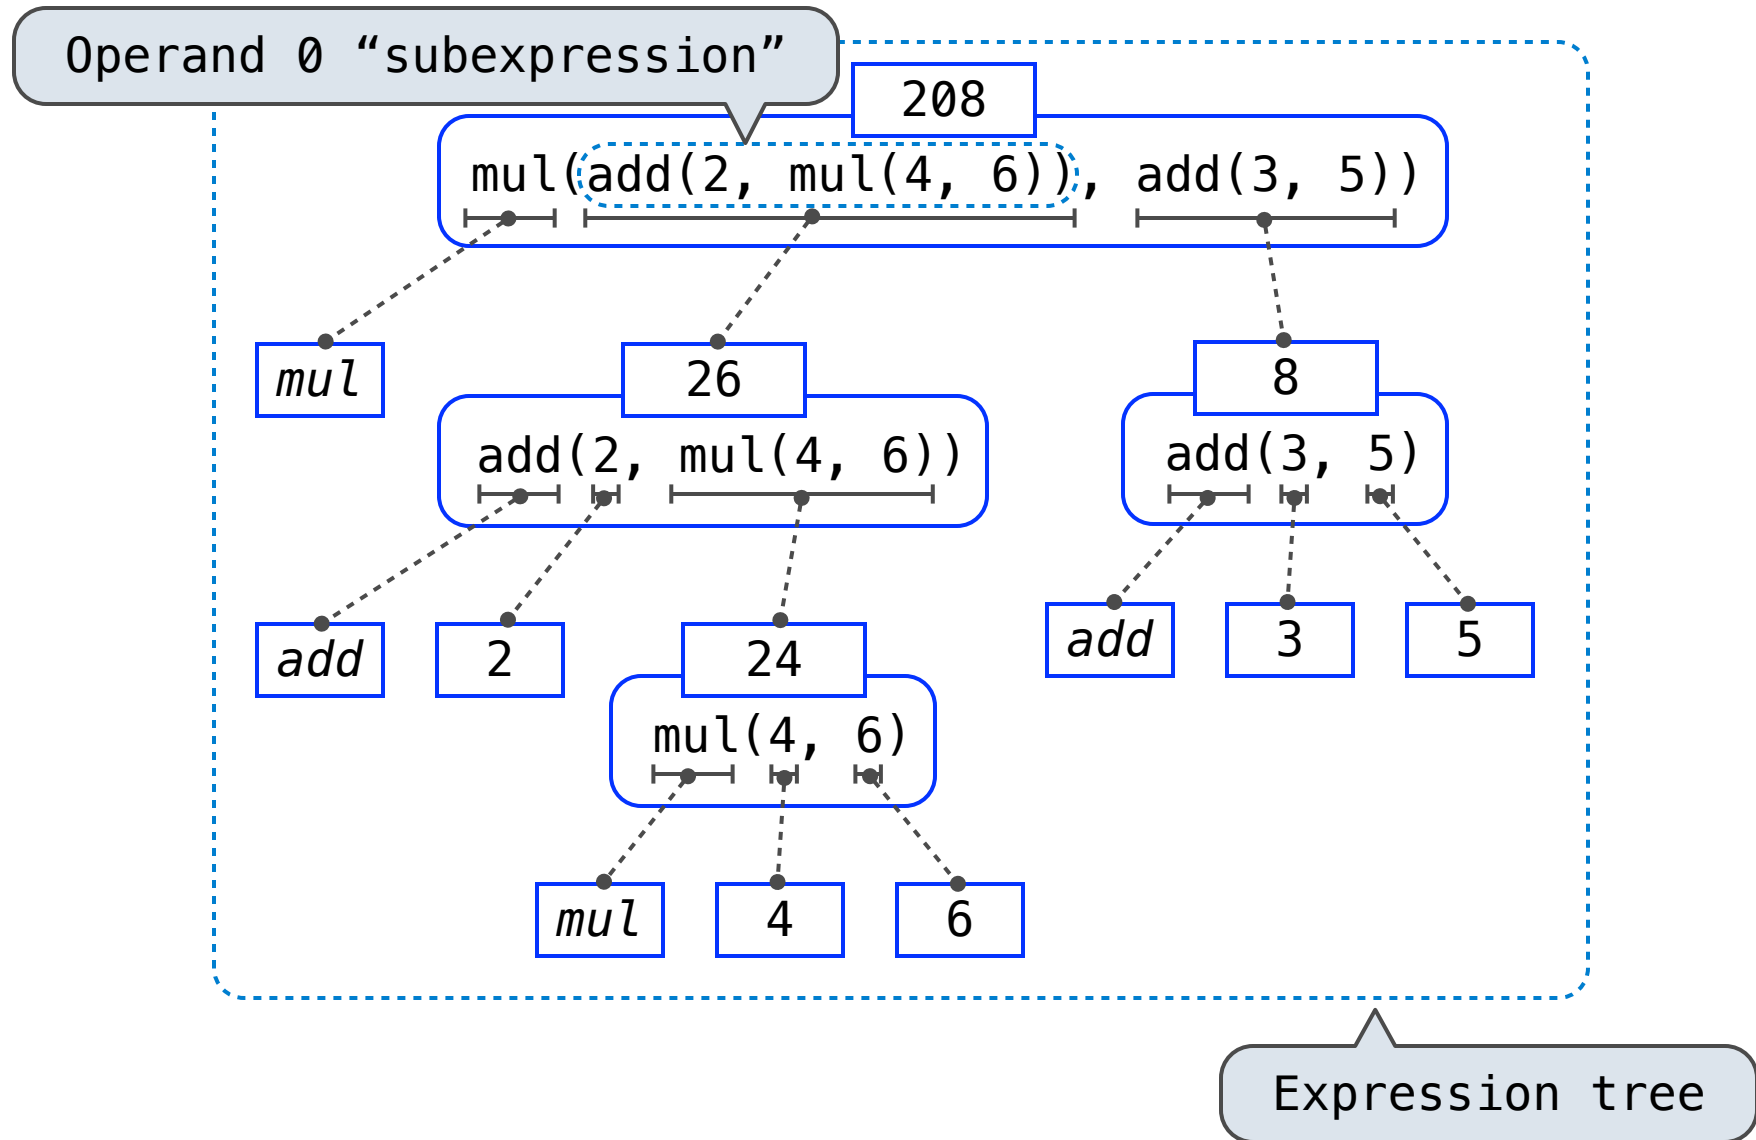 Operand 0 “subexpression”
208
mul(add(2, mul(4, 6)), add(3, 5))
mul
26
8
add(2, mul(4, 6))
add(3, 5)
add
2
24
add
3
5
mul(4, 6)
mul
4
6
Expression tree